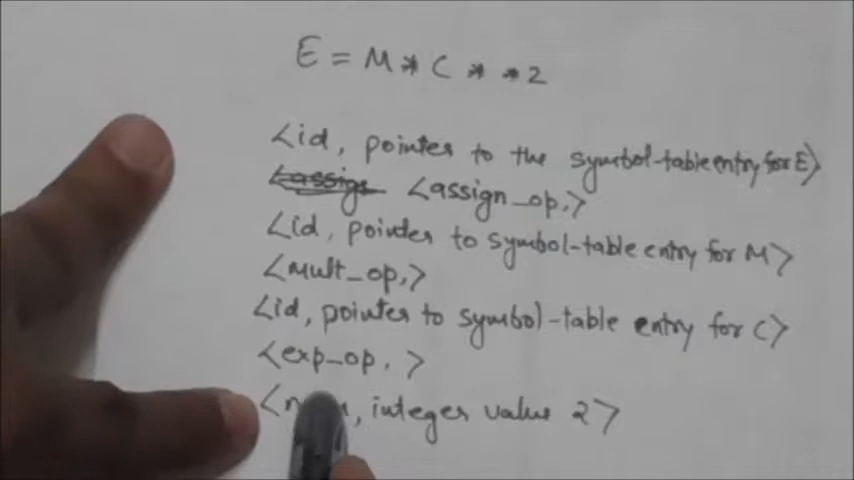 E = M * C * * 2
<id, pointer to the symbol-table entry for E>
<assign_op,>
<id, pointer to symbol-table entry for M>
<mult_op,>
<id, pointer to symbol-table entry for C>
<exp_op, >
, integer value 2>